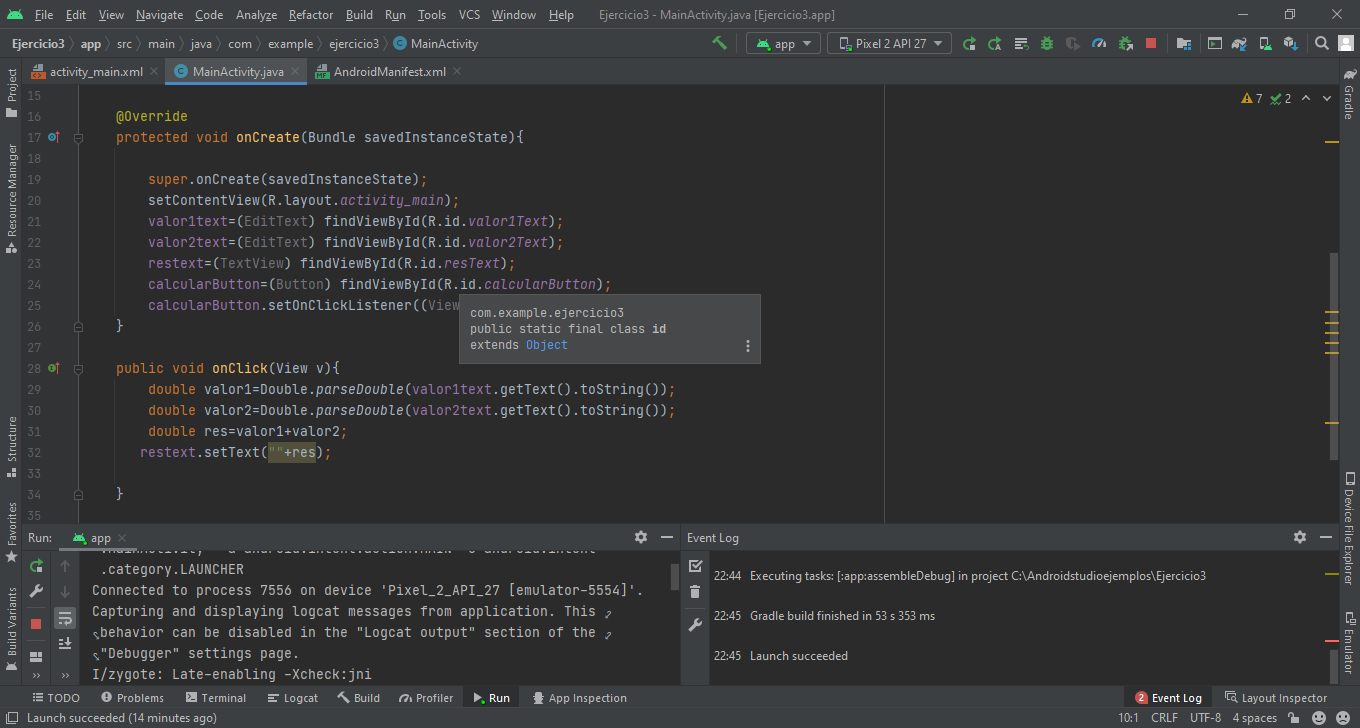 File Edit View Navigate Code Analyze Refactor Build Run Tools VCS Window Help Ejercicio3 - MainActivity.java [Ejercicio3.app]
Ejercicio3 app src main java com example ejercicio3 MainActivity app Pixel 2 API 27
activity_main.xml MainActivity.java AndroidManifest.xml
Project
Resource Manager
Structure
Favorites
Build Variants
Gradle
Device File Explorer
Emulator
7 2
15
16 @Override
17 protected void onCreate(Bundle savedInstanceState){
18
19 super.onCreate(savedInstanceState);
20 setContentView(R.layout.activity_main);
21 valor1text=(EditText) findViewById(R.id.valor1Text);
22 valor2text=(EditText) findViewById(R.id.valor2Text);
23 restext=(TextView) findViewById(R.id.resText);
24 calcularButton=(Button) findViewById(R.id.calcularButton);
25 calcularButton.setOnClickListener((View
com.example.ejercicio3
public static final class id
extends Object
26 }
27
28 public void onClick(View v){
29 double valor1=Double.parseDouble(valor1text.getText().toString());
30 double valor2=Double.parseDouble(valor2text.getText().toString());
31 double res=valor1+valor2;
32 restext.setText(""+res);
33
34 }
35
Run: app
.category.LAUNCHER
Connected to process 7556 on device 'Pixel_2_API_27 [emulator-5554]'.
Capturing and displaying logcat messages from application. This
behavior can be disabled in the "Logcat output" section of the
"Debugger" settings page.
I/zygote: Late-enabling -Xcheck:jni
Event Log
22:44 Executing tasks: [:app:assembleDebug] in project C:\Androidstudioejemplos\Ejercicio3
22:45 Gradle build finished in 53 s 353 ms
22:45 Launch succeeded
TODO Problems Terminal Logcat Build Profiler Run App Inspection 2 Event Log Layout Inspector
Launch succeeded (14 minutes ago) 10:1 CRLF UTF-8 4 spaces